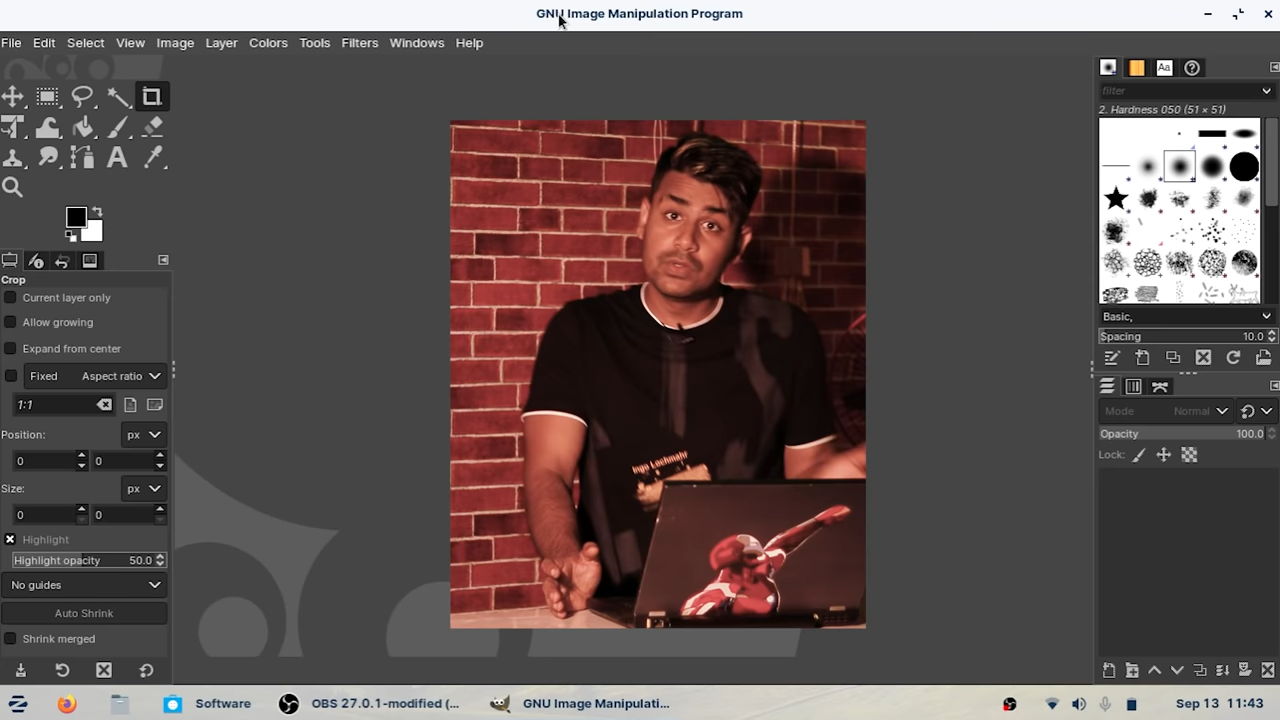 GNU Image Manipulation Program
File Edit Select View Image Layer Colors Tools Filters Windows Help
filter
2. Hardness 050 (51 × 51)
Crop
Current layer only
Allow growing
Expand from center
Fixed Aspect ratio
1:1
Position: px
0 0
Size: px
0 0
Highlight
Highlight opacity 50.0
No guides
Auto Shrink
Shrink merged
Ingo Lochmahr
Aa
Basic,
Spacing 10.0
Mode Normal
Opacity 100.0
Lock:
Software
OBS 27.0.1-modified (...
GNU Image Manipulati...
Sep 13 11:43